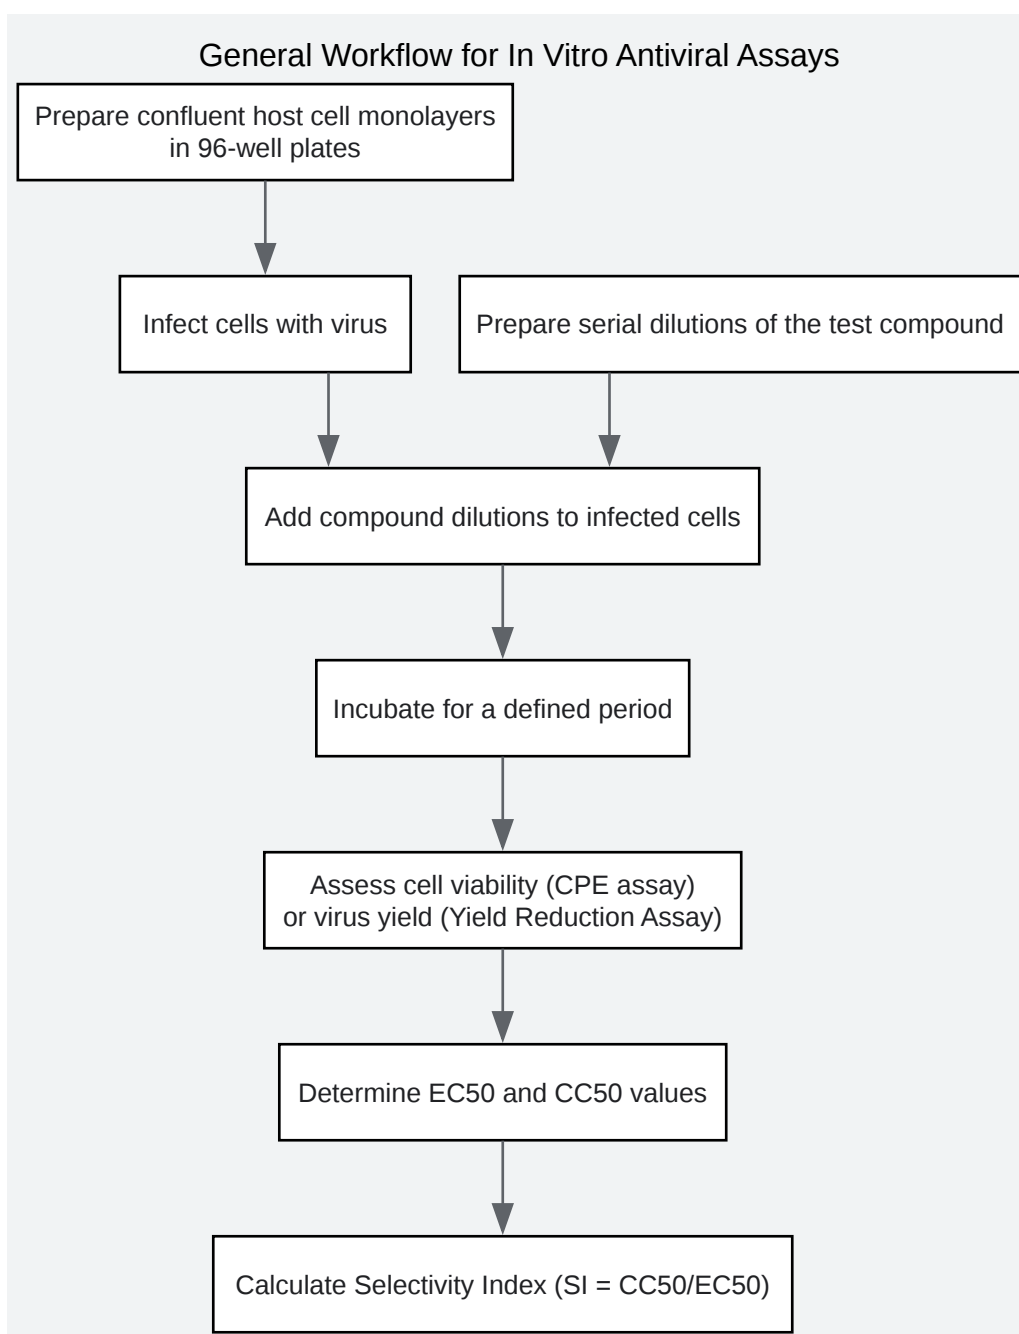 General Workflow for In Vitro Antiviral Assays
Prepare confluent host cell monolayers
in 96-well plates
Infect cells with virus
Prepare serial dilutions of the test compound
Add compound dilutions to infected cells
Incubate for a defined period
Assess cell viability (CPE assay)
or virus yield (Yield Reduction Assay)
Determine EC50 and CC50 values
Calculate Selectivity Index (SI = CC50/EC50)